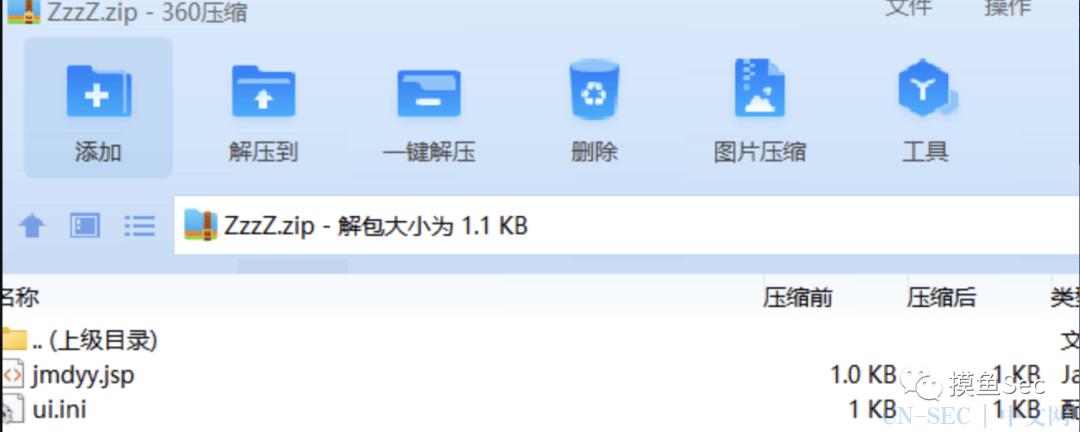 ZzzZ.zip - 360压缩 文件 操作
添加 解压到 一键解压 删除 图片压缩 工具
ZzzZ.zip - 解包大小为 1.1 KB
名称 压缩前 压缩后 类型
.. (上级目录) 文
jmdyy.jsp 1.0 KB 1 KB Ja
ui.ini 1 KB 1 KB 配
摸鱼Sec
CN-SEC | 中文网